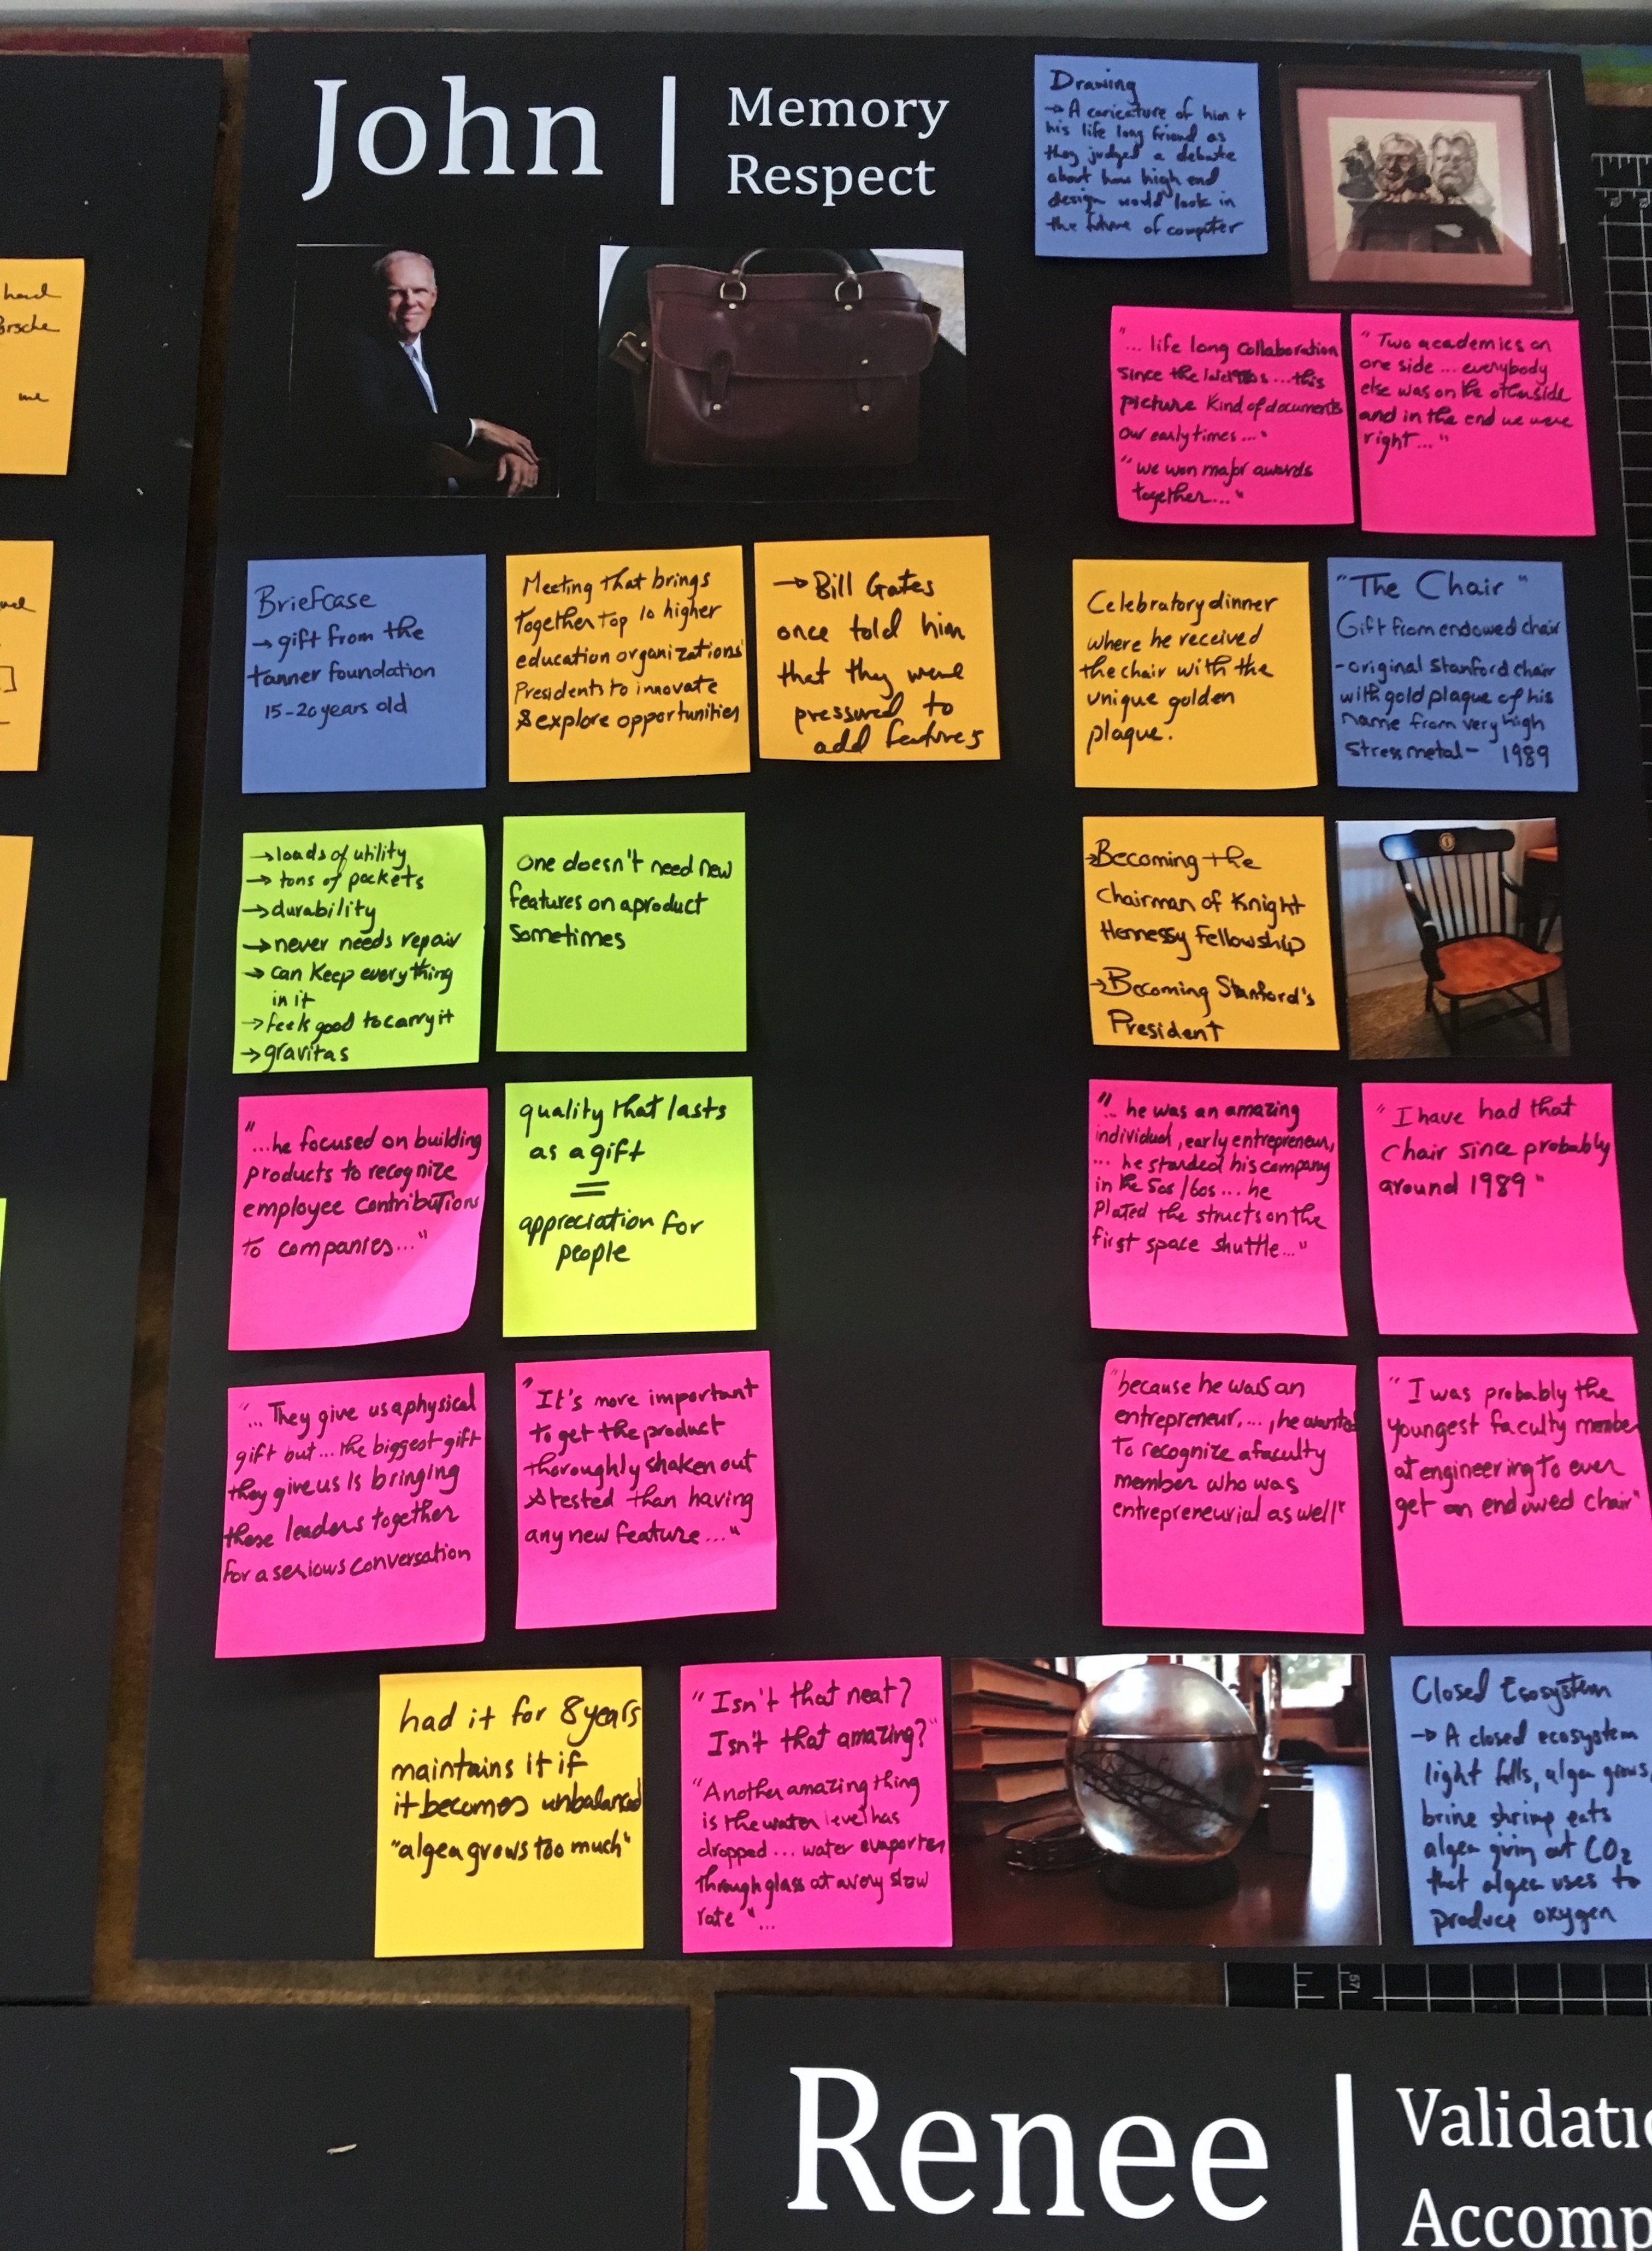 John
Memory
Respect
Drawing
→ A caricature of him +
his life long friend as
they judged a debate
about how high end
design would look in
the future of computer
"... life long collaboration
since the ...this
picture kind of documents
our early times..."
"we won major awards
together..."
"Two academics on
one side ... everybody
else was on the otherside
and in the end we were
right..."
Briefcase
→ gift from the
tanner foundation
15-20 years old
Meeting that brings
together top 10 higher
education organizations'
Presidents to innovate
& explore opportunities
→ Bill Gates
once told him
that they were
pressured to
add features
Celebratory dinner
where he received
the chair with the
unique golden
plaque.
"The Chair"
Gift from endowed chair
-original Stanford chair
with gold plaque of his
name from very high
stress metal- 1989
→ loads of utility
→ tons of pockets
→ durability
→ never needs repair
→ can keep everything
in it
→ feels good to carry it
→ gravitas
One doesn't need new
features on a product
sometimes
→Becoming the
Chairman of Knight
Hennessy Fellowship
→Becoming Stanford's
President
"...he focused on building
products to recognize
employee contributions
to companies..."
quality that lasts
as a gift
=
appreciation for
people
".. he was an amazing
individual, early entrepreneur,
... he started his company
in the 50s/60s ... he
plated the structs on the
first space shuttle..."
"I have had that
chair since probably
around 1989"
"... They give us a physical
gift but... the biggest gift
they give us is bringing
these leaders together
for a serious conversation
"It's more important
to get the product
thoroughly shaken out
& tested than having
any new feature..."
"because he was an
entrepreneur,..., he wanted
to recognize a faculty
member who was
entrepreneurial as well"
"I was probably the
youngest faculty member
at engineering to ever
get an endowed chair"
had it for 8 years
maintains it if
it becomes unbalanced
"algea grows too much"
"Isn't that neat?
Isn't that amazing?"
"Another amazing thing
is the water level has
dropped... water evaporates
through glass at a very slow
rate"...
Closed Ecosystem
→ A closed ecosystem
light falls, algea grows,
brine shrimp eats
algea giving out CO2
that algea uses to
produce oxygen
hand
me
57
Renee
Validatio
Accomp